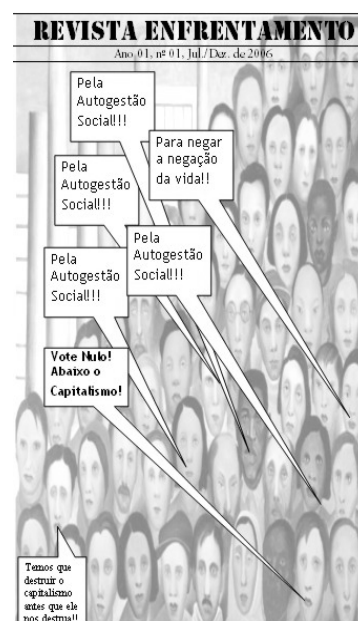 REVISTA ENFRENTAMENTO
Ano 01, nº 01, Jul./Dez. de 2006
Pela
Autogestão
Social!!!
Para negar
a negação
da vida!!
Pela
Autogestão
Social!!!
Pela
Autogestão
Social!!!
Pela
Autogestão
Social!!!
Vote Nulo!
Abaixo o
Capitalismo!
Temos que
destruir o
capitalismo
antes que ele
nos destrua!!